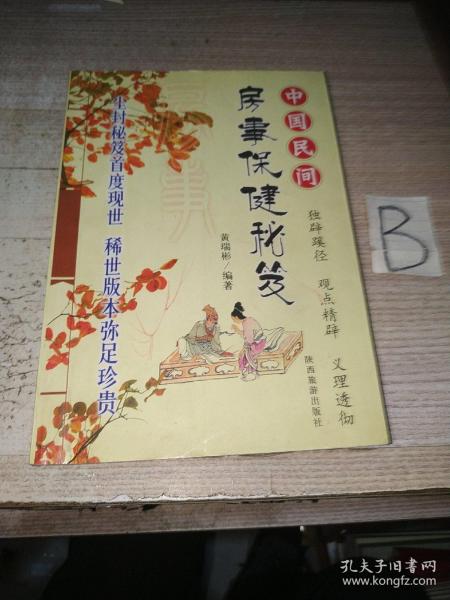 中国民间
房事保健秘笈
黄瑞彬/编著
独辟蹊径 观点精辟 义理透彻
陕西旅游出版社
尘封秘笈首度现世 稀世版本弥足珍贵
房事
B
孔夫子旧书网
www.kongfz.com